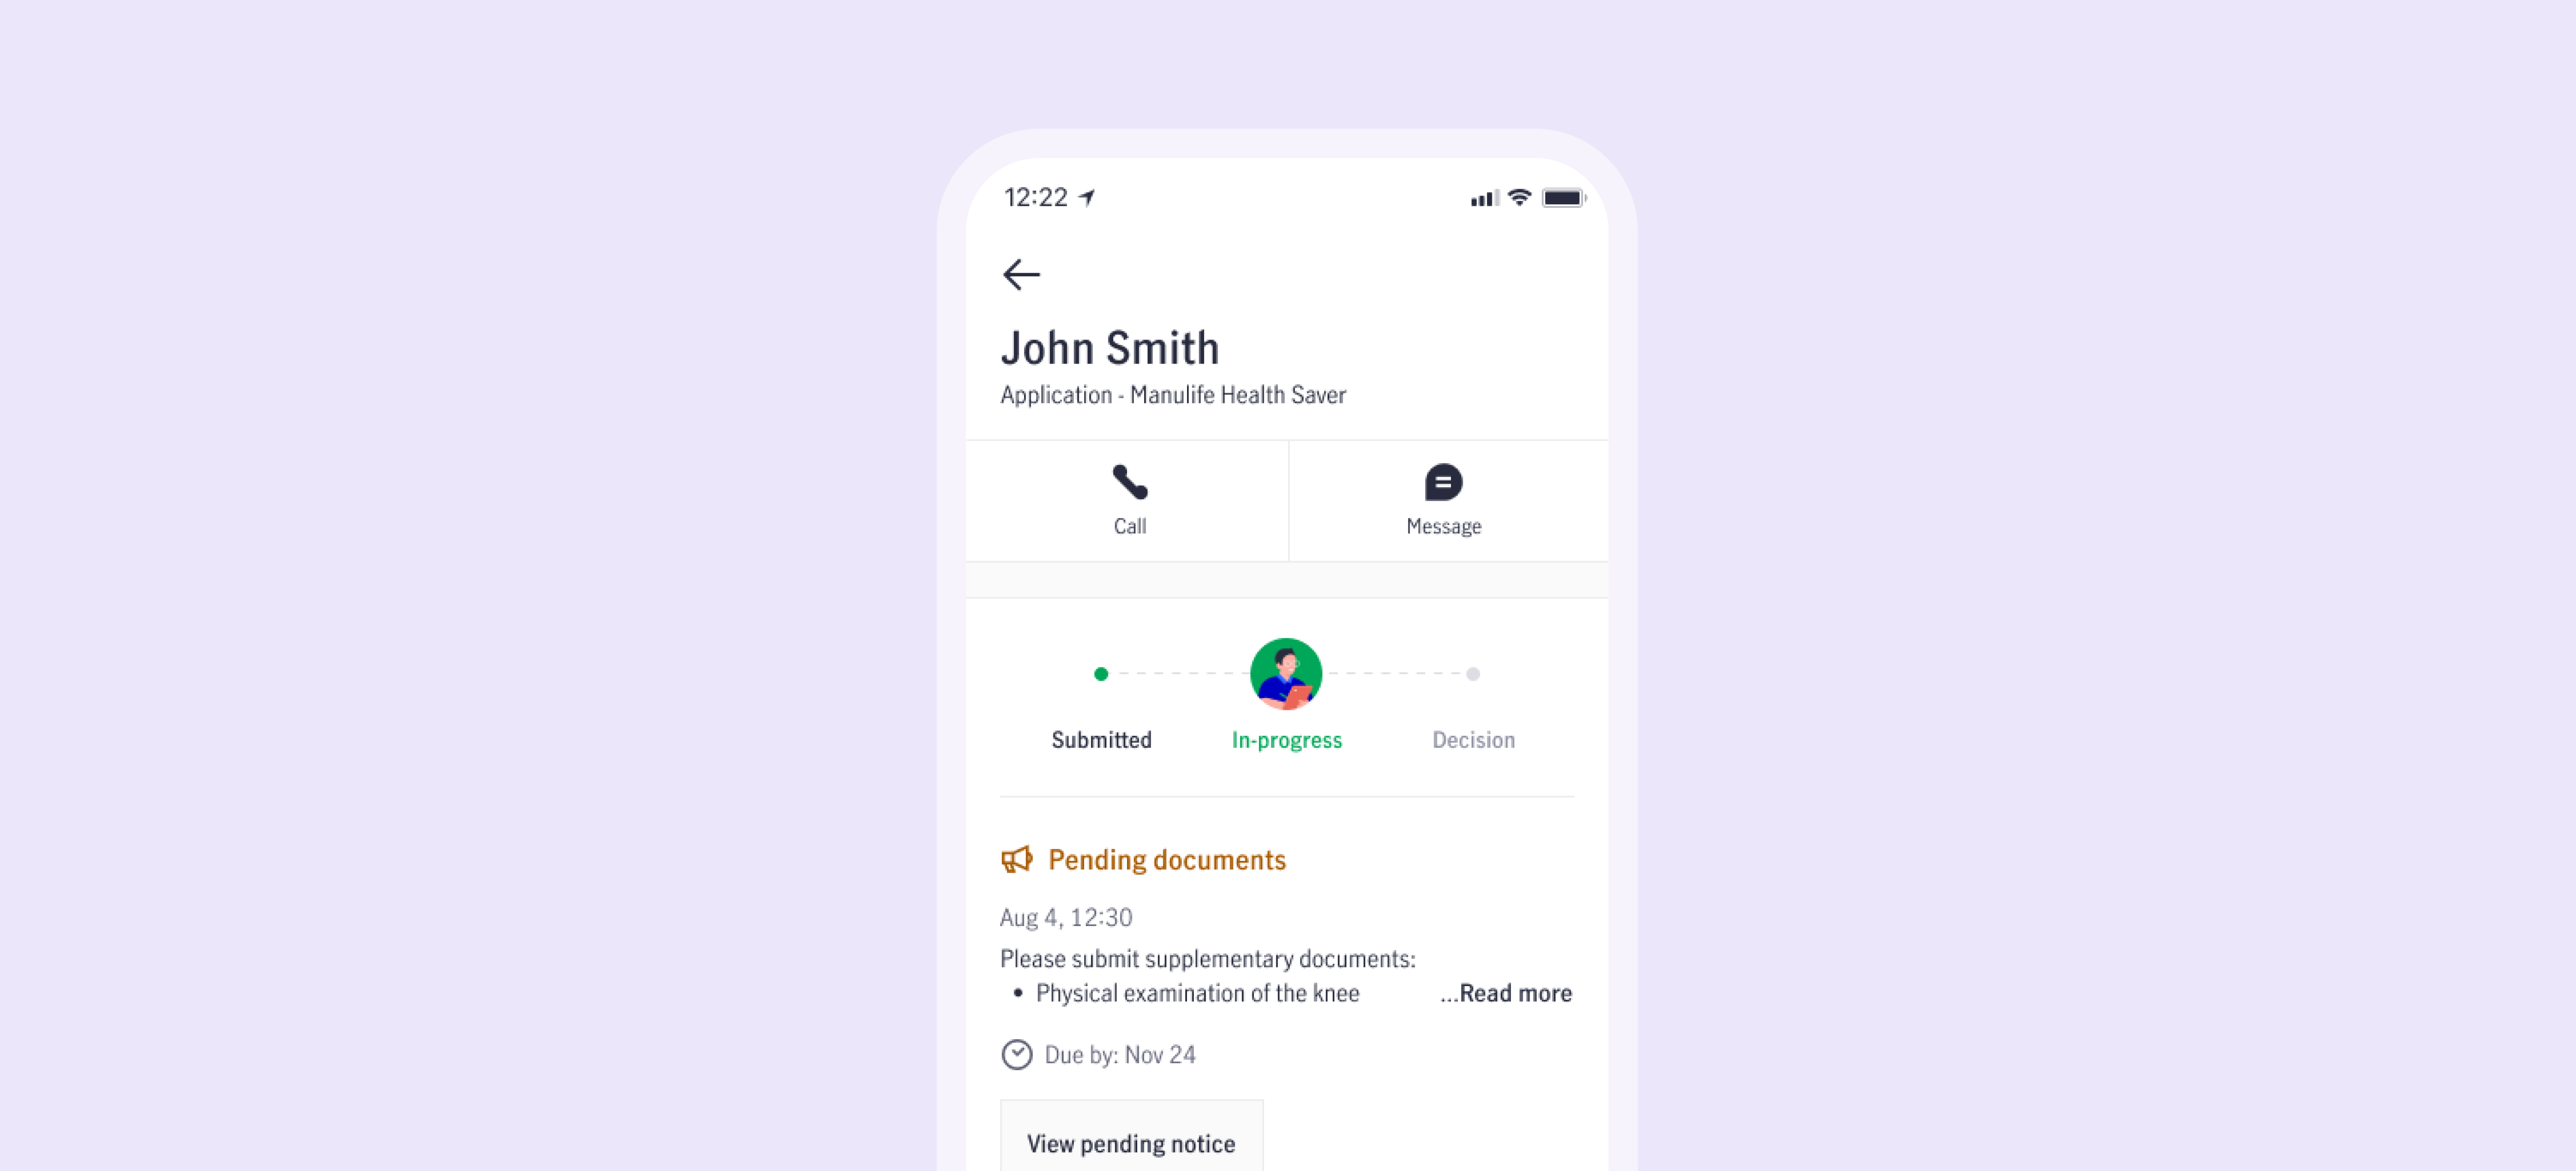 12:22
John Smith
Application - Manulife Health Saver
Call
Message
Submitted
In-progress
Decision
Pending documents
Aug 4, 12:30
Please submit supplementary documents:
• Physical examination of the knee ...Read more
Due by: Nov 24
View pending notice